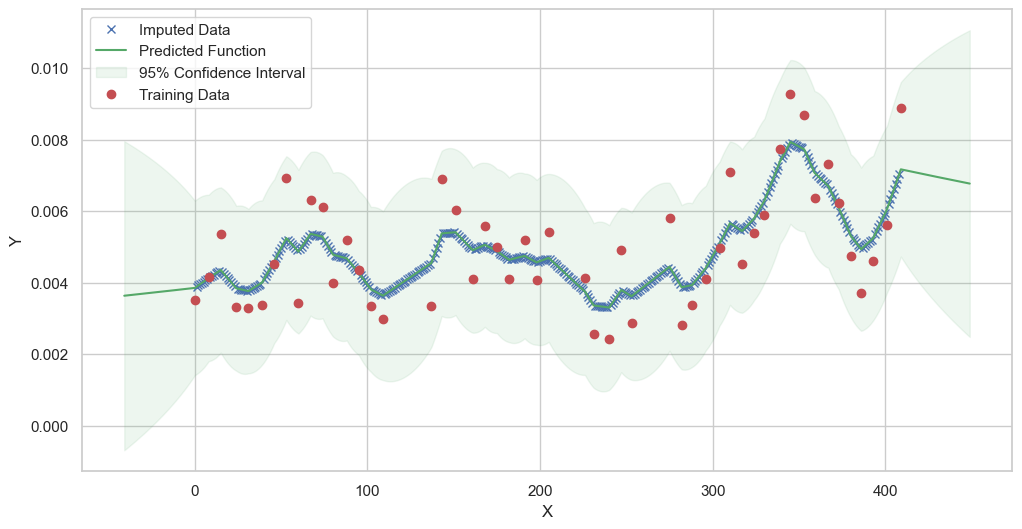 Imputed Data
Predicted Function
95% Confidence Interval
Training Data
0.010
0.008
0.006
0.004
0.002
0.000
Y
0 100 200 300 400
X